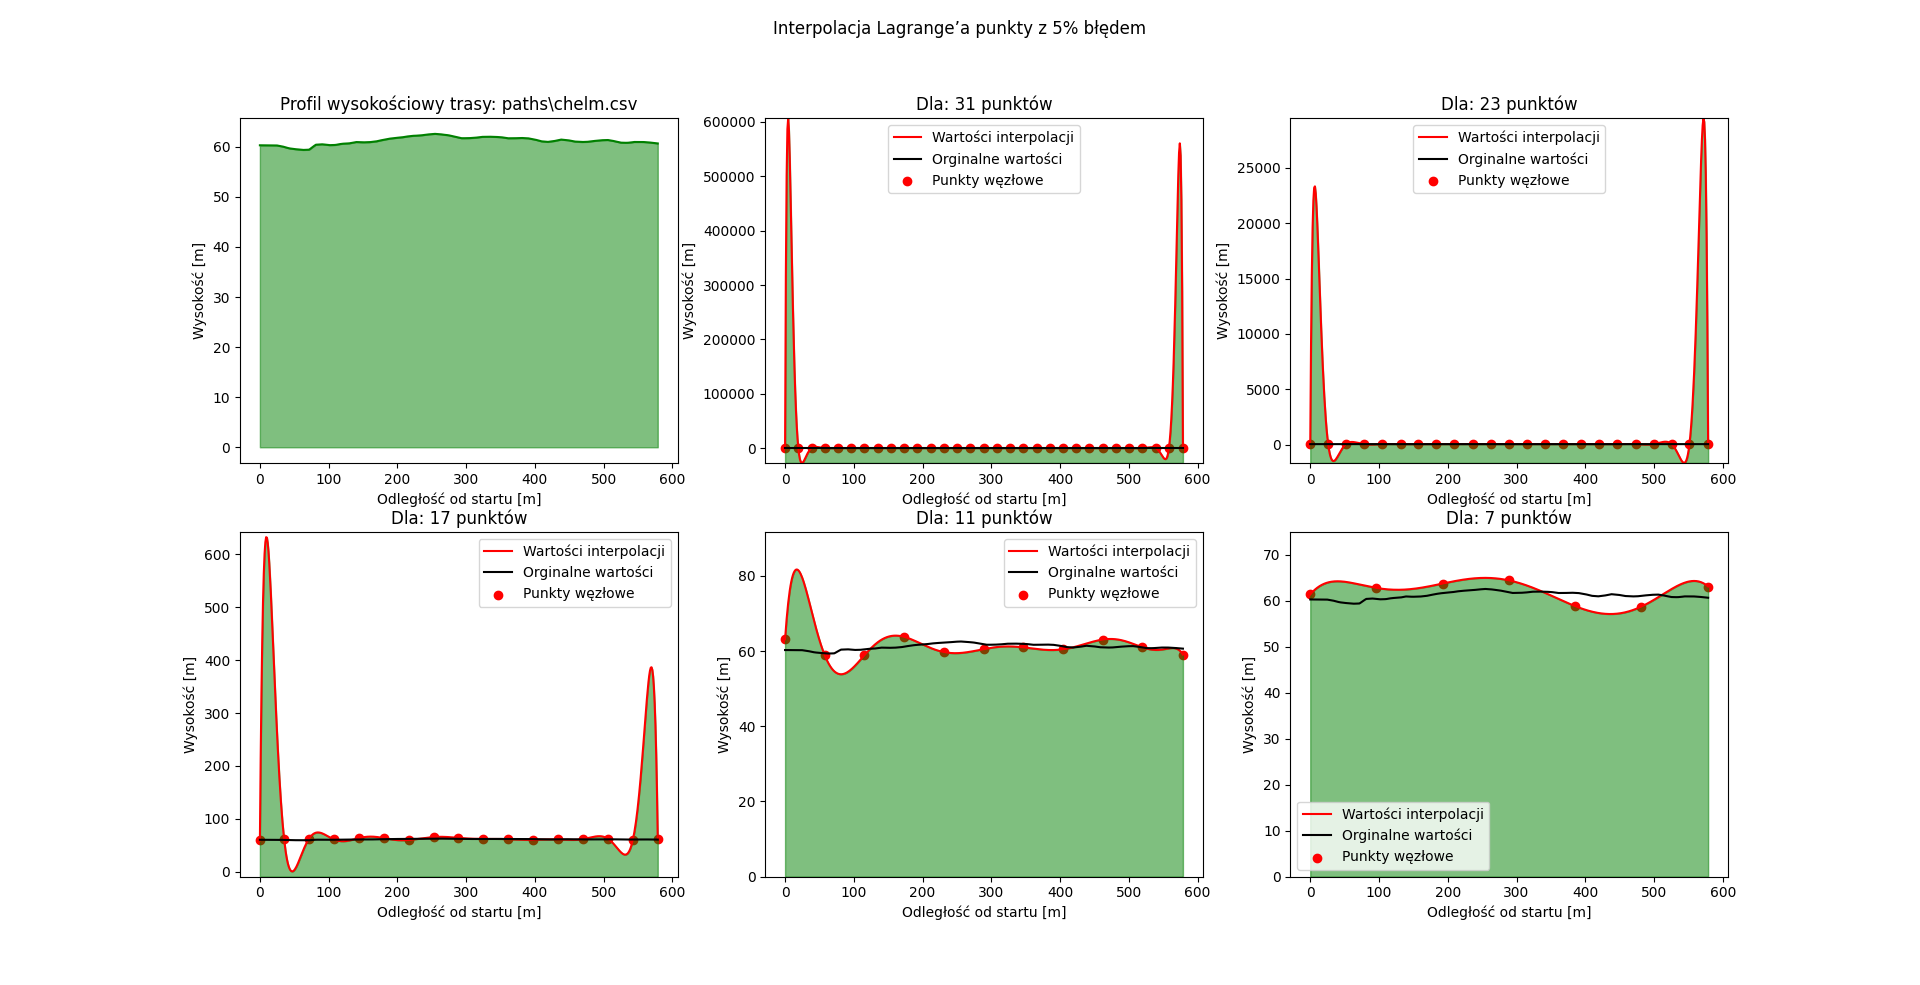 Interpolacja Lagrange’a punkty z 5% błędem
Profil wysokościowy trasy: paths\chelm.csv
60
50
40
30
20
10
0
Wysokość [m]
0 100 200 300 400 500 600
Odległość od startu [m]
Dla: 31 punktów
Wartości interpolacji
Orginalne wartości
Punkty węzłowe
600000
500000
400000
300000
200000
100000
0
Wysokość [m]
0 100 200 300 400 500 600
Odległość od startu [m]
Dla: 23 punktów
Wartości interpolacji
Orginalne wartości
Punkty węzłowe
25000
20000
15000
10000
5000
0
Wysokość [m]
0 100 200 300 400 500 600
Odległość od startu [m]
Dla: 17 punktów
Wartości interpolacji
Orginalne wartości
Punkty węzłowe
600
500
400
300
200
100
0
Wysokość [m]
0 100 200 300 400 500 600
Odległość od startu [m]
Dla: 11 punktów
Wartości interpolacji
Orginalne wartości
Punkty węzłowe
80
60
40
20
0
Wysokość [m]
0 100 200 300 400 500 600
Odległość od startu [m]
Dla: 7 punktów
70
60
50
40
30
20
10
0
Wysokość [m]
Wartości interpolacji
Orginalne wartości
Punkty węzłowe
0 100 200 300 400 500 600
Odległość od startu [m]